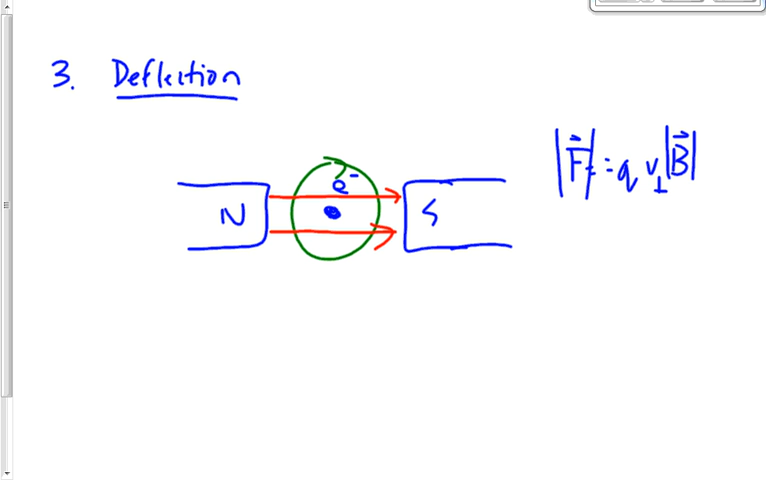 3. Deflection
|F⃗| = q v⊥ |B⃗|
e⁻
N S